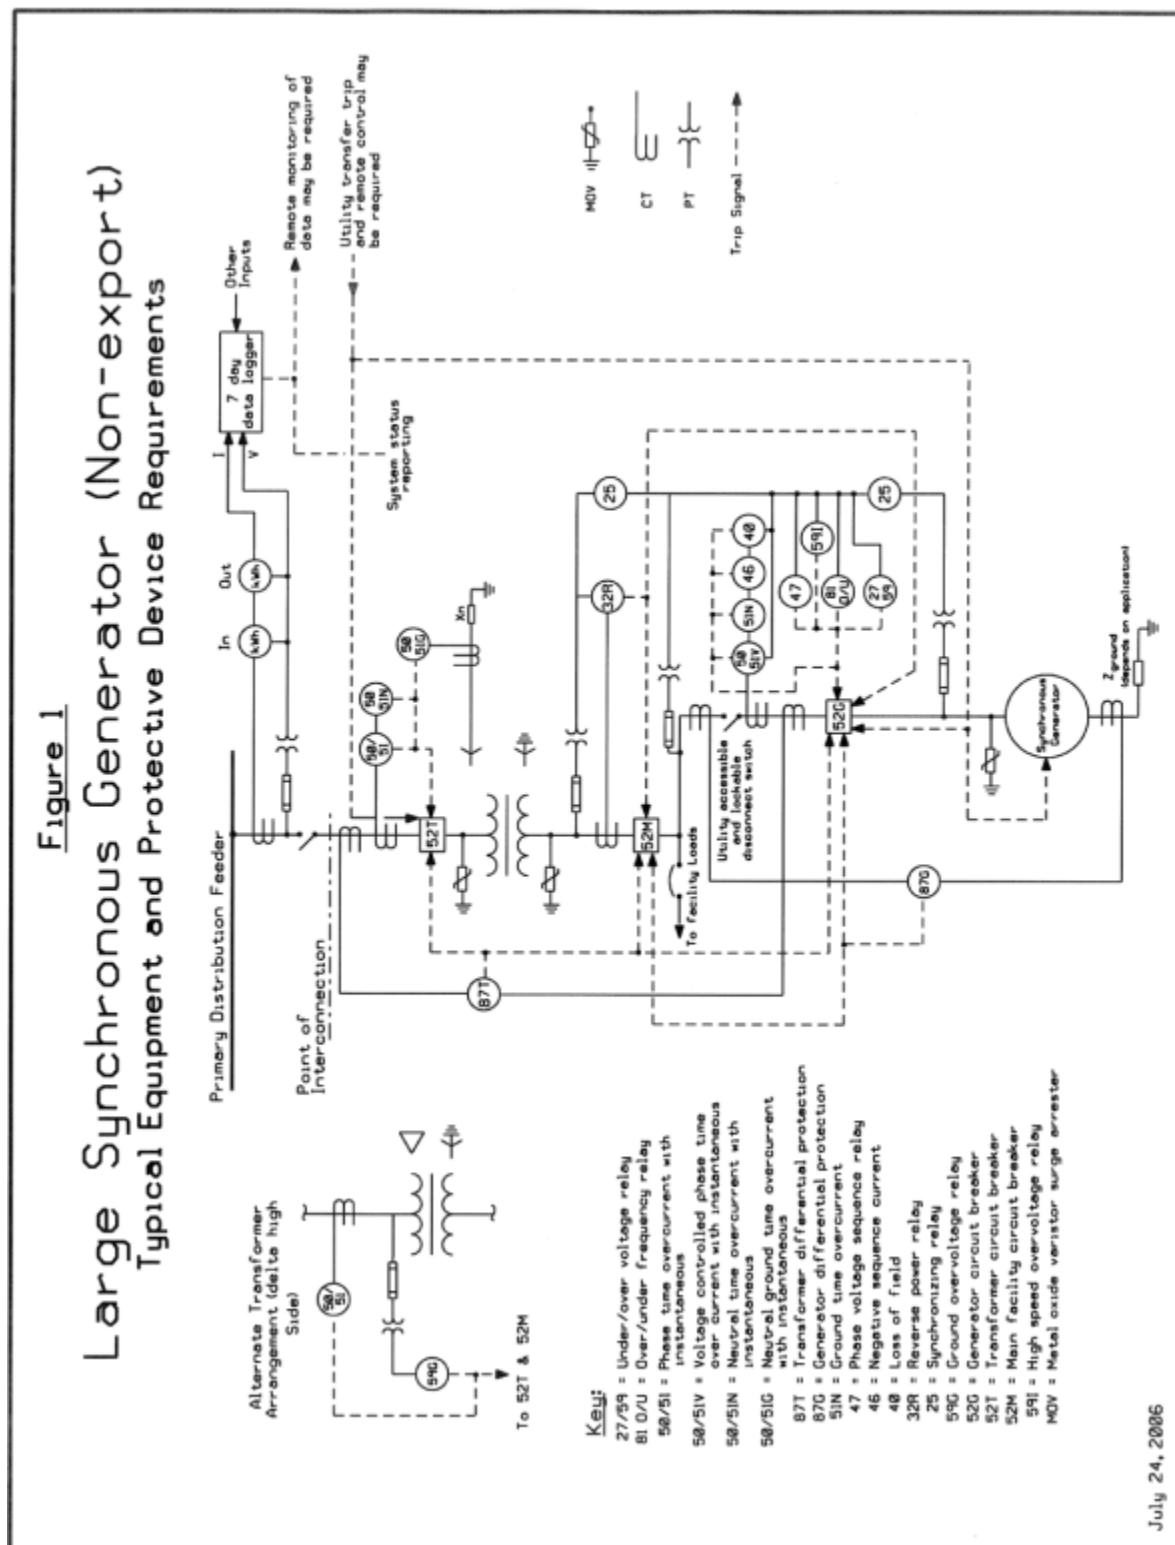 Figure 1
Large Synchronous Generator (Non-export)
Typical Equipment and Protective Device Requirements
Primary Distribution Feeder
In
Out
kWh
kWh
I
V
7 day
data logger
Other
Inputs
Remote monitoring of
data may be required
Utility transfer trip
and remote control may
be required
System status
reporting
Point of
Interconnection
50/
51
50
51N
50
51G
Xn
52T
87T
32R
25
52M
To Facility Loads
Utility accessible
and lockable
disconnect switch
50
51V
51N
46
40
47
59I
81
O/U
27
59
25
52G
87G
Synchronous
Generator
Z ground
(depends on application)
MOV
CT
PT
Trip Signal
Alternate Transformer
Arrangement (delta high
Side)
50/
51
59G
To 52T & 52M
Key:
27/59 = Under/over voltage relay
81 O/U = Over/under frequency relay
50/51 = Phase time overcurrent with
instantaneous
50/51V = Voltage controlled phase time
over current with instantaneous
50/51N = Neutral time overcurrent with
instantaneous
50/51G = Neutral ground time overcurrent
with instantaneous
87T = Transformer differential protection
87G = Generator differential protection
51N = Ground time overcurrent
47 = Phase voltage sequence relay
46 = Negative sequence current
40 = Loss of field
32R = Reverse power relay
25 = Synchronizing relay
59G = Ground overvoltage relay
52G = Generator circuit breaker
52T = Transformer circuit breaker
52M = Main facility circuit breaker
59I = High speed overvoltage relay
MOV = Metal oxide varistor surge arrester
July 24, 2006